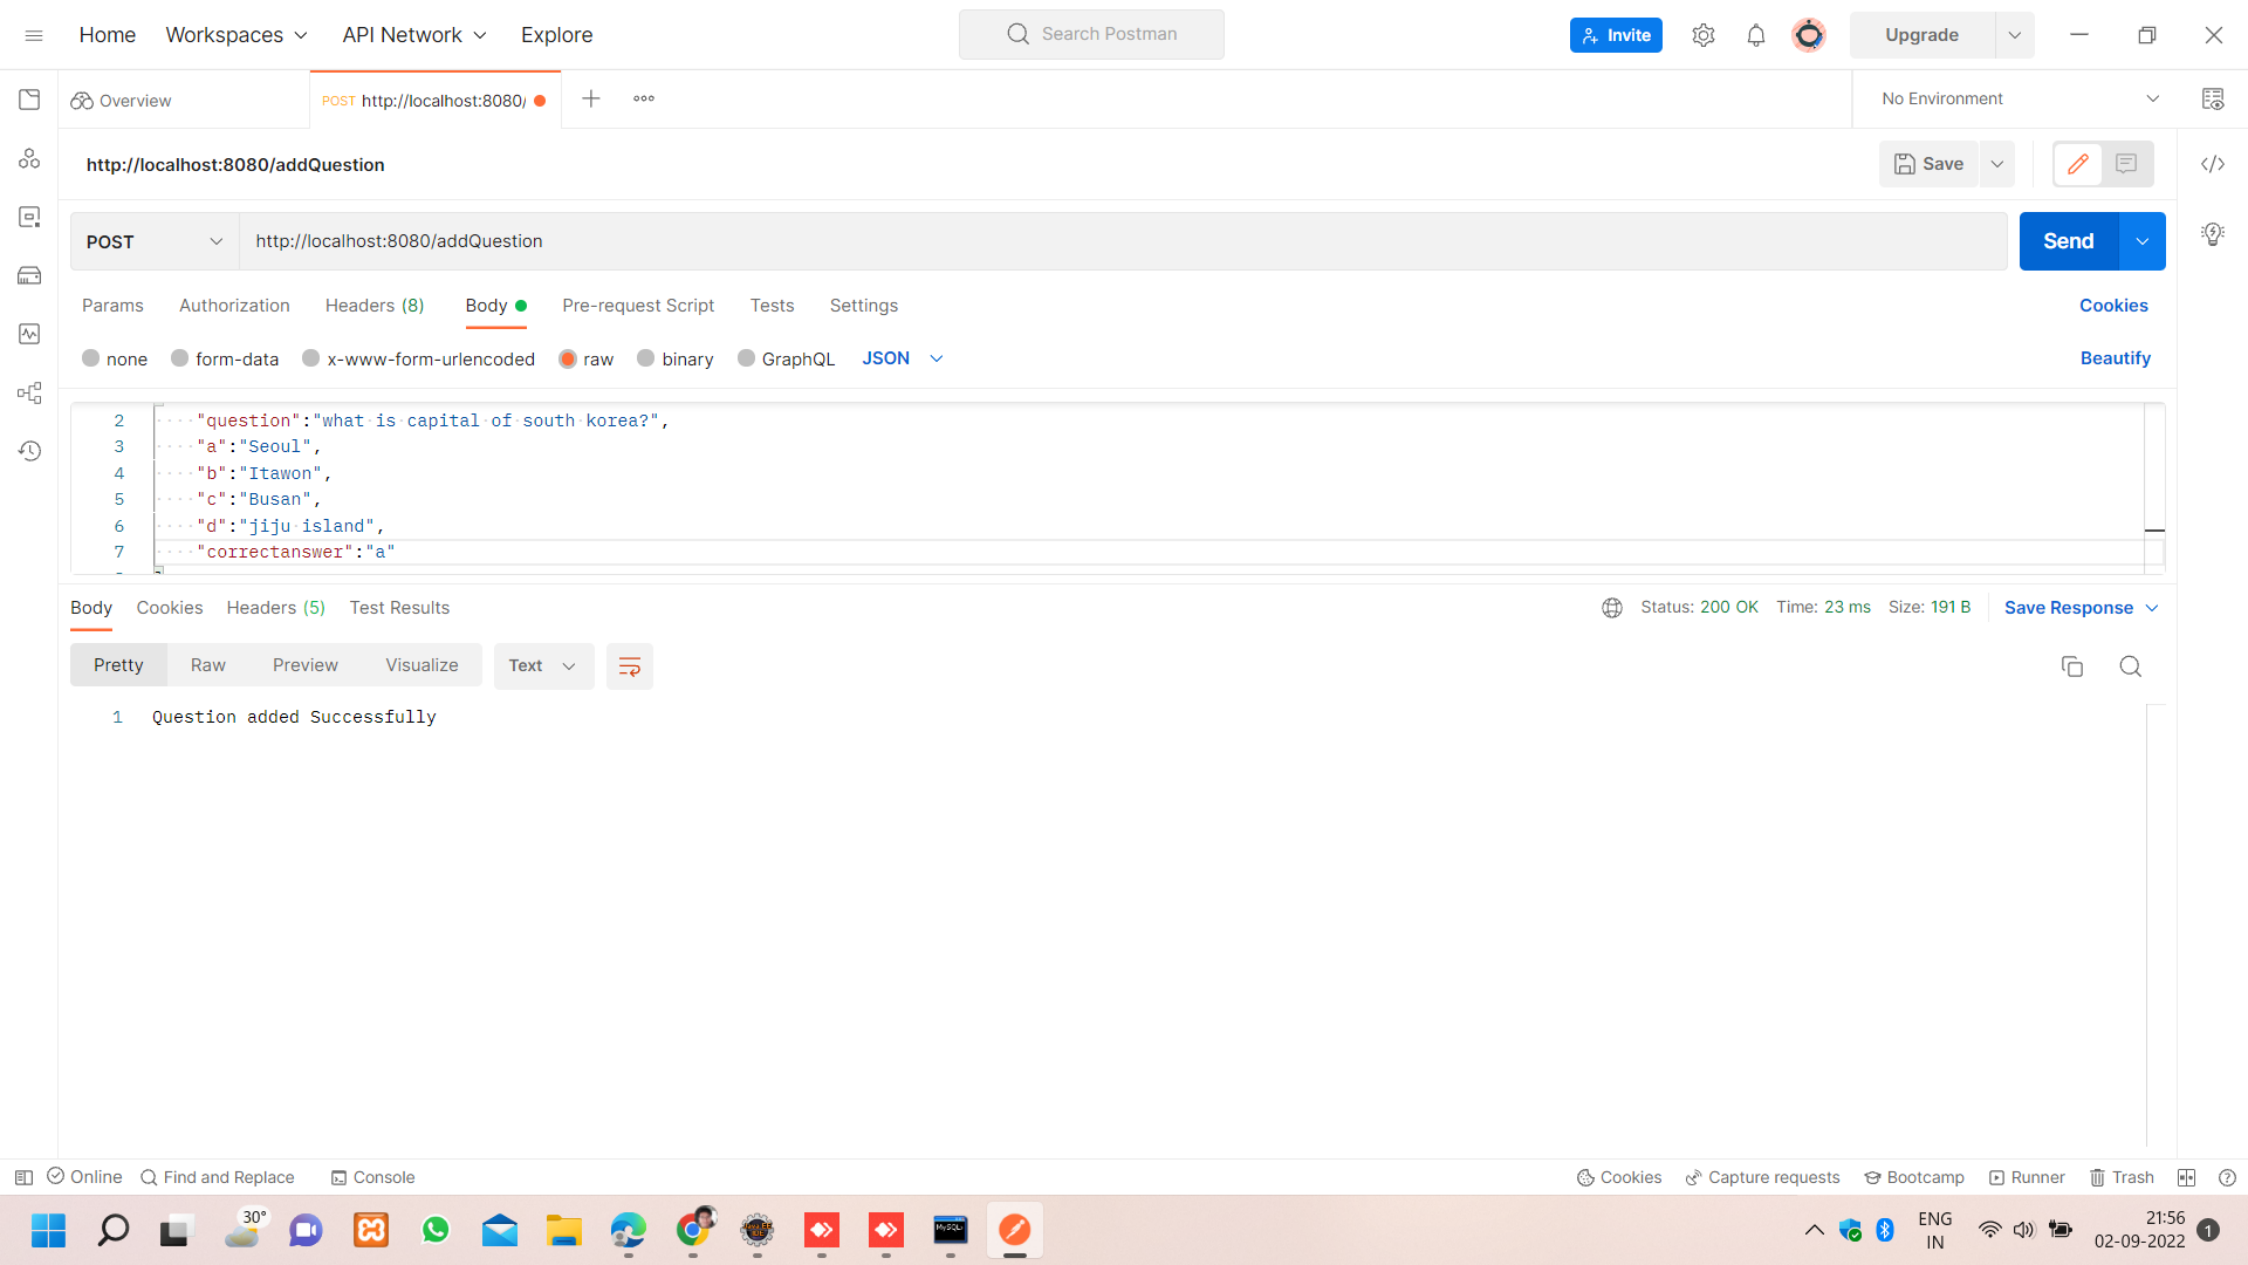 Home Workspaces API Network Explore Search Postman Invite Upgrade
Overview POST http://localhost:8080/ No Environment
http://localhost:8080/addQuestion Save
POST http://localhost:8080/addQuestion Send
Params Authorization Headers (8) Body Pre-request Script Tests Settings Cookies
none form-data x-www-form-urlencoded raw binary GraphQL JSON Beautify
2 "question":"what is capital of south korea?",
3 "a":"Seoul",
4 "b":"Itawon",
5 "c":"Busan",
6 "d":"jiju island",
7 "correctanswer":"a"
Body Cookies Headers (5) Test Results Status: 200 OK Time: 23 ms Size: 191 B Save Response
Pretty Raw Preview Visualize Text
1 Question added Successfully
Online Find and Replace Console Cookies Capture requests Bootcamp Runner Trash
30° ENG 21:56
IN 02-09-2022 1